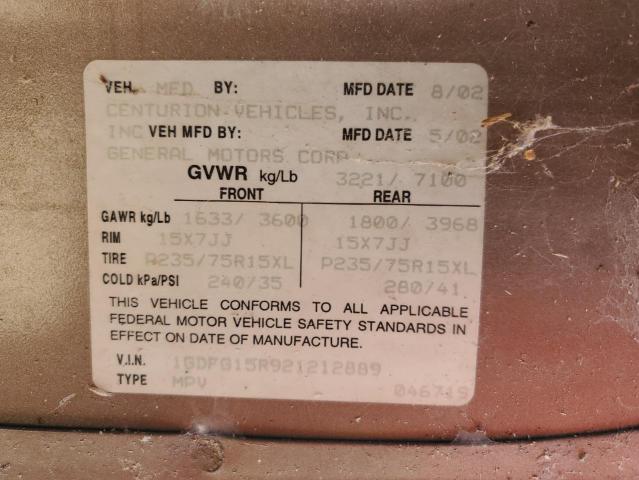 VEH. MFD BY: MFD DATE 8/02
CENTURION VEHICLES, INC.
INC VEH MFD BY: MFD DATE 5/02
GENERAL MOTORS CORP
GVWR kg/Lb 3221/ 7100
FRONT REAR
GAWR kg/Lb 1633/ 3600 1800/ 3968
RIM 15X7JJ 15X7JJ
TIRE P235/75R15XL P235/75R15XL
COLD kPa/PSI 240/35 280/41
THIS VEHICLE CONFORMS TO ALL APPLICABLE
FEDERAL MOTOR VEHICLE SAFETY STANDARDS IN
EFFECT ON DATE OF MANUFACTURE.
V.I.N. 1GDFG15R921212889
TYPE MPV 046719